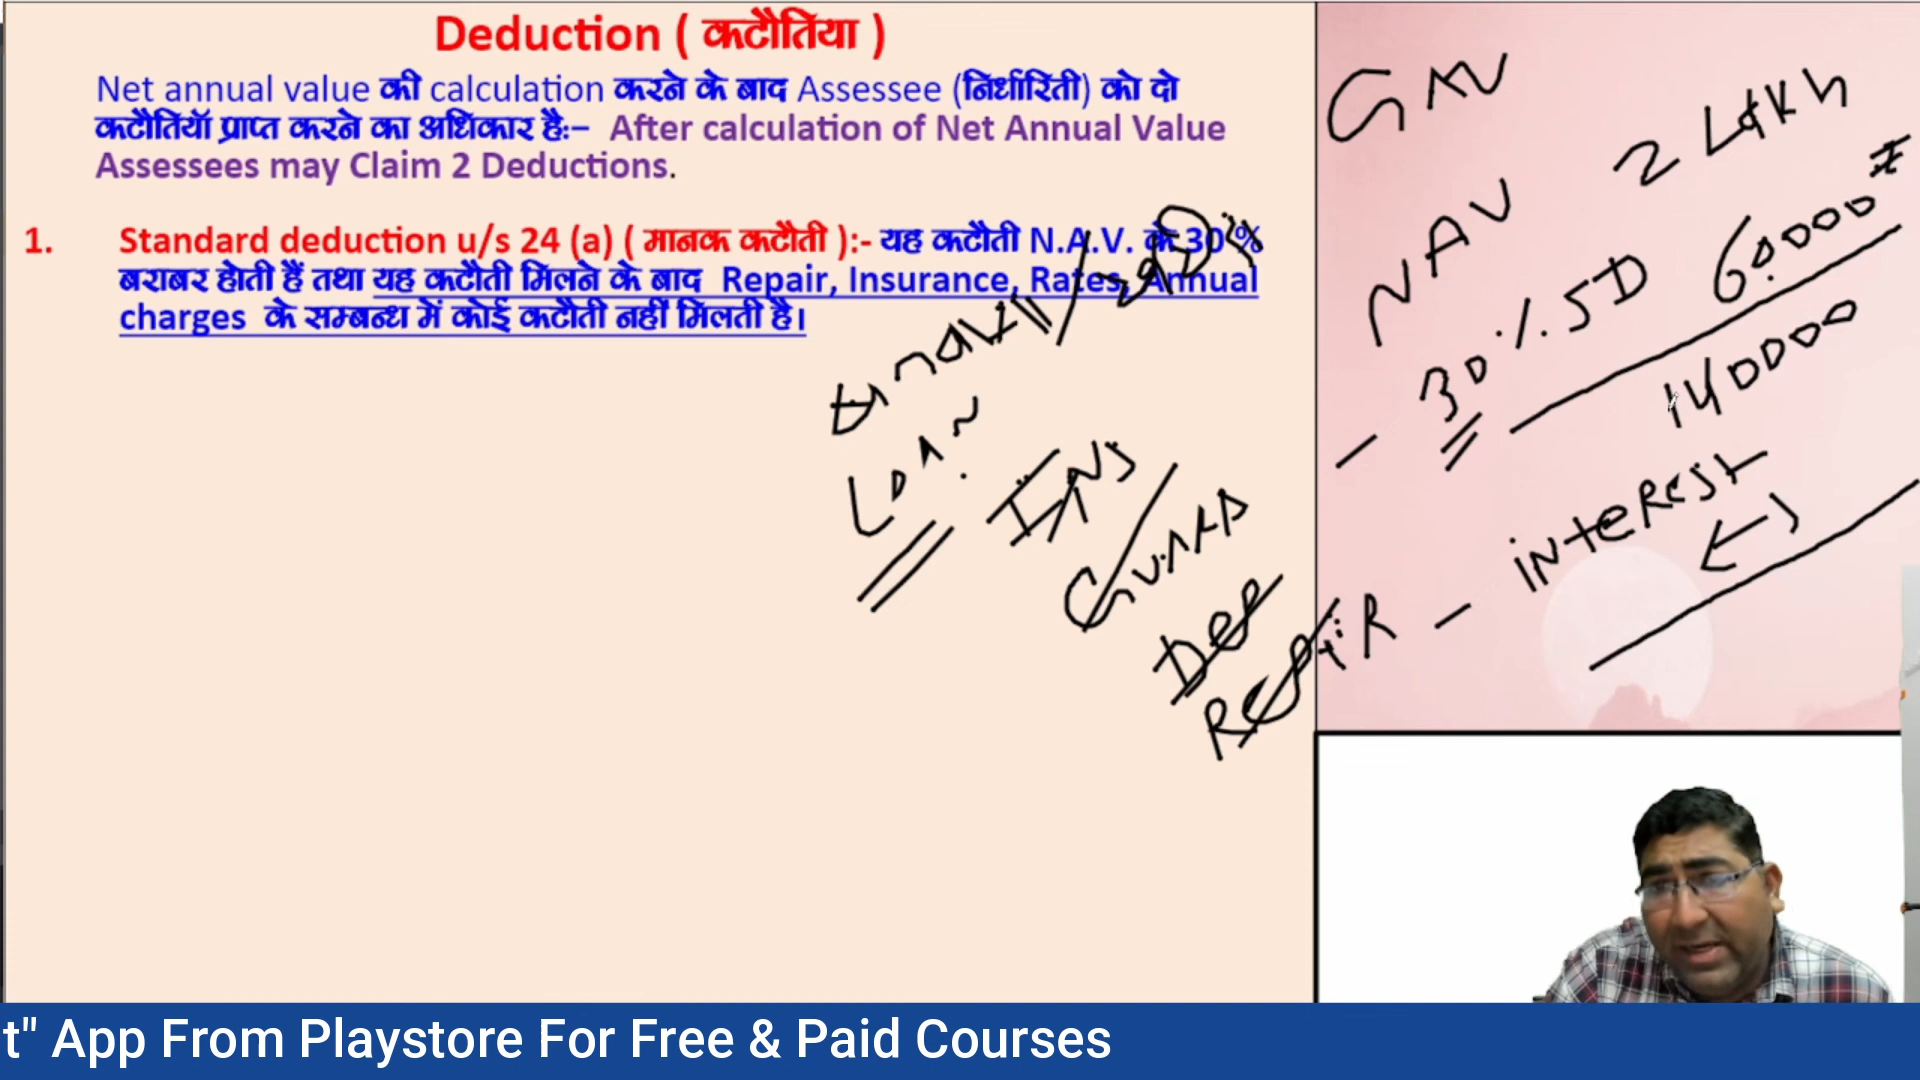 Deduction ( कटौतिया )
Net annual value की calculation करने के बाद Assessee (निर्धारिती) को दो
कटौतियॉ प्राप्त करने का अधिकार है:– After calculation of Net Annual Value
Assessees may Claim 2 Deductions.
1. Standard deduction u/s 24 (a) ( मानक कटौती ):- यह कटौती N.A.V. के 30%
बराबर होती हैं तथा यह कटौती मिलने के बाद Repair, Insurance, Rates, Annual
charges के सम्बन्ध में कोई कटौती नहीं मिलती है।
LOAN
INS
DEP
REPAIR
GAV
NAV 2 Lakh
- 30%. SD 60000
140000
- interest
t" App From Playstore For Free & Paid Courses